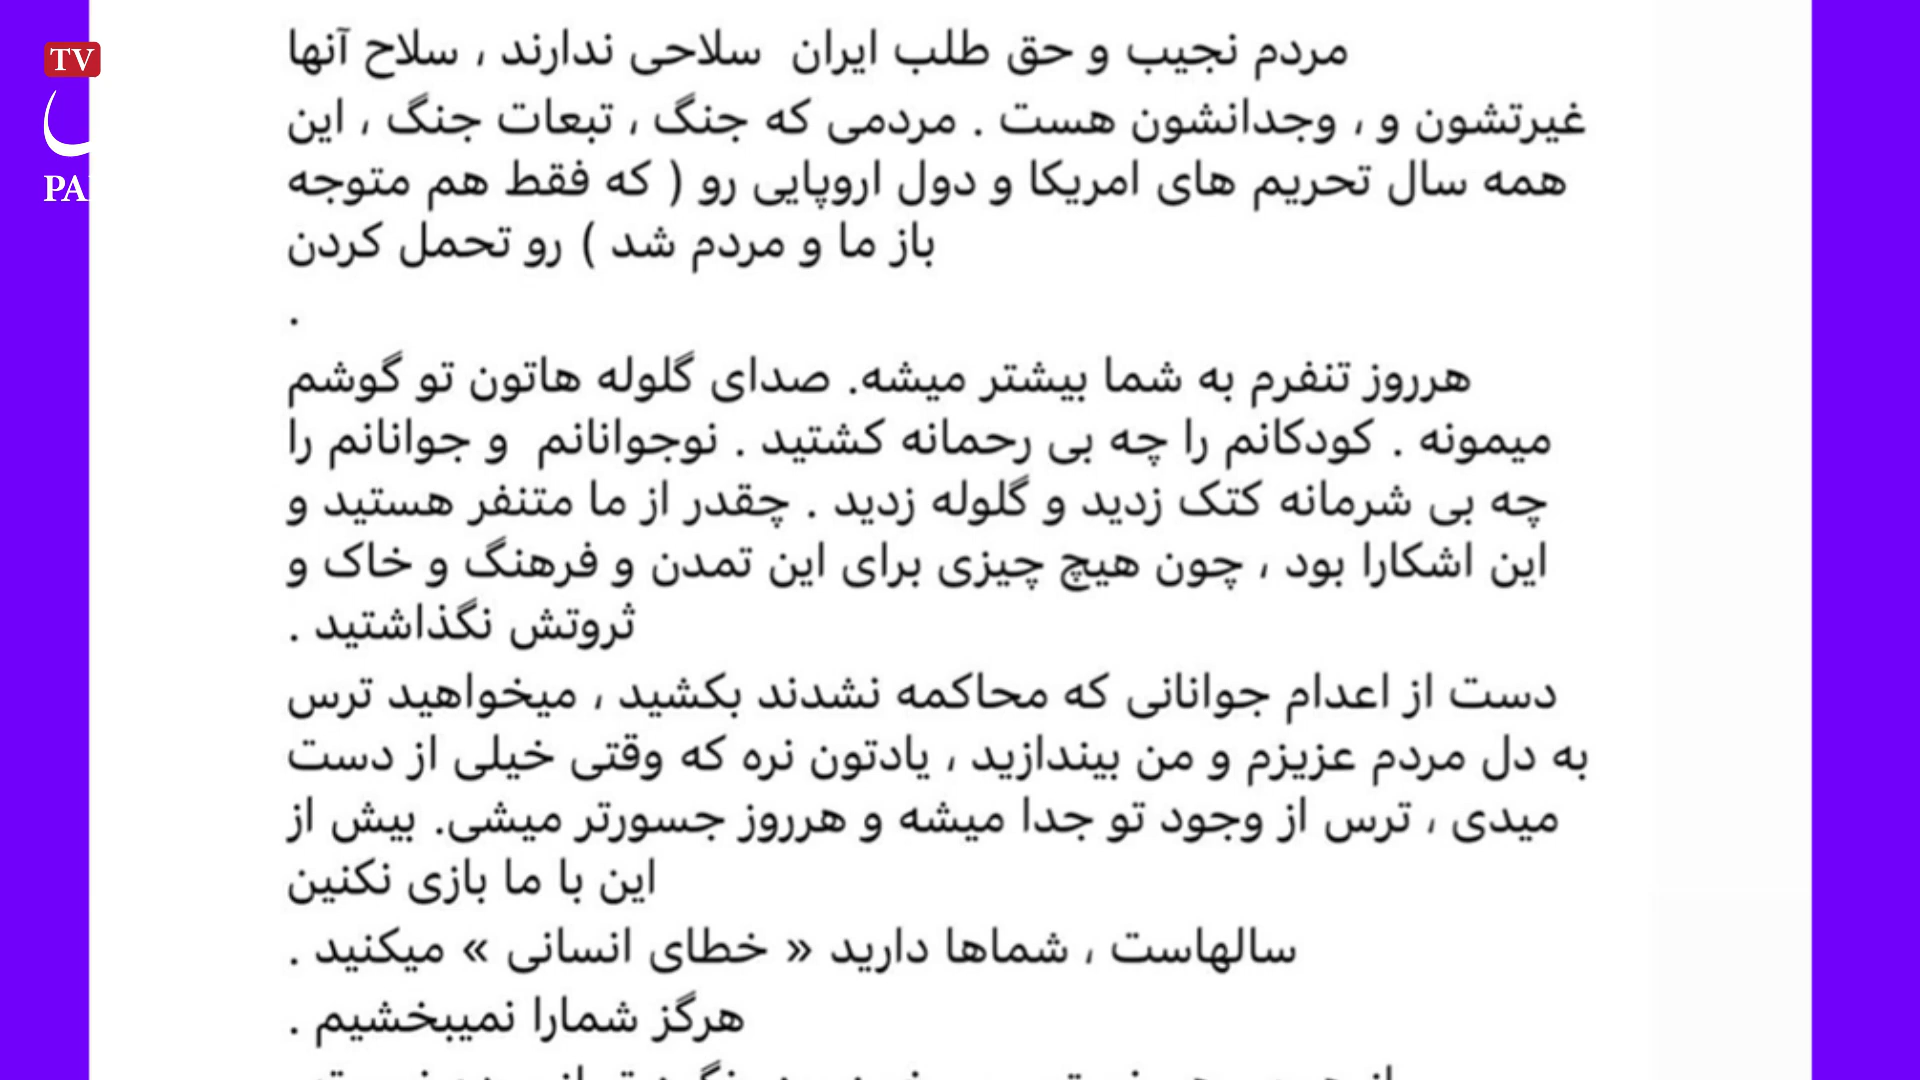 TV
PA
مردم نجیب و حق طلب ایران  سلاحی ندارند ، سلاح آنها
غیرتشون و ، وجدانشون هست . مردمی که جنگ ، تبعات جنگ ، این
همه سال تحریم های امریکا و دول اروپایی رو ( که فقط هم متوجه
باز ما و مردم شد ) رو تحمل کردن
.
هرروز تنفرم به شما بیشتر میشه. صدای گلوله هاتون تو گوشم
میمونه . کودکانم را چه بی رحمانه کشتید . نوجوانانم  و جوانانم را
چه بی شرمانه کتک زدید و گلوله زدید . چقدر از ما متنفر هستید و
این اشکارا بود ، چون هیچ چیزی برای این تمدن و فرهنگ و خاک و
ثروتش نگذاشتید .
دست از اعدام جوانانی که محاکمه نشدند بکشید ، میخواهید ترس
به دل مردم عزیزم و من بیندازید ، یادتون نره که وقتی خیلی از دست
میدی ، ترس از وجود تو جدا میشه و هرروز جسورتر میشی. بیش از
این با ما بازی نکنین
سالهاست ، شماها دارید « خطای انسانی » میکنید .
هرگز شمارا نمیبخشیم .